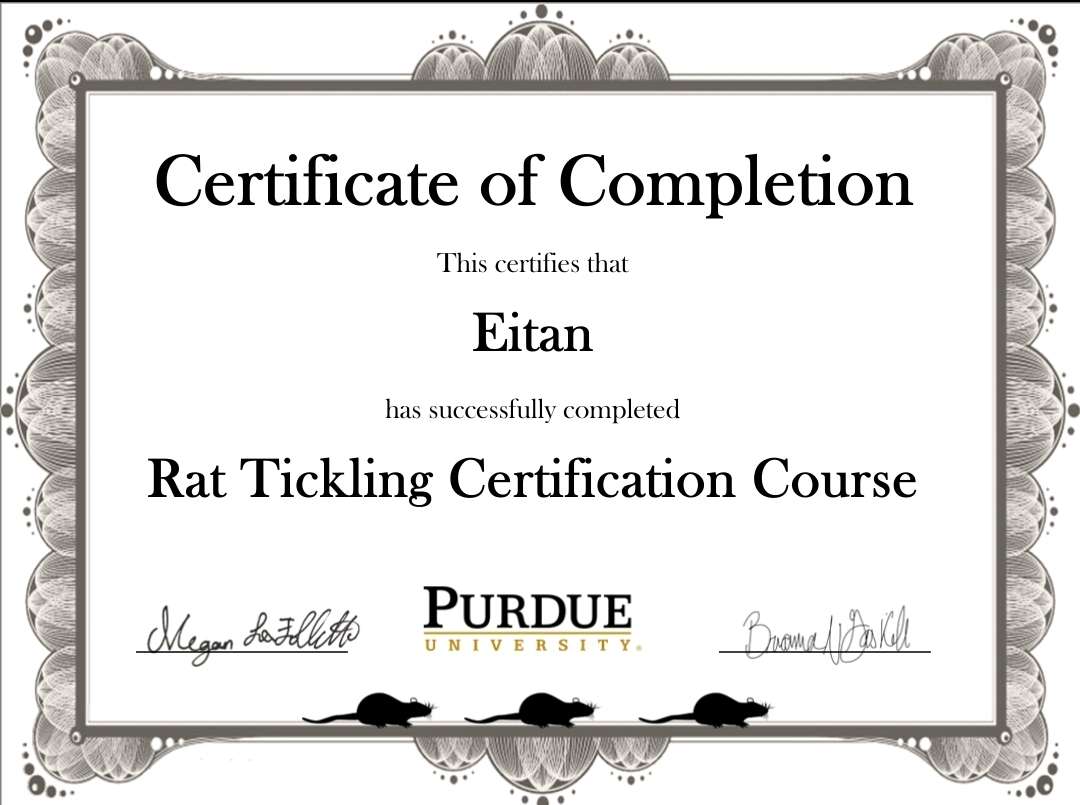 Certificate of Completion
This certifies that
Eitan
has successfully completed
Rat Tickling Certification Course
Megan LaFollette
PURDUE
UNIVERSITY
Brianna N Gaskill